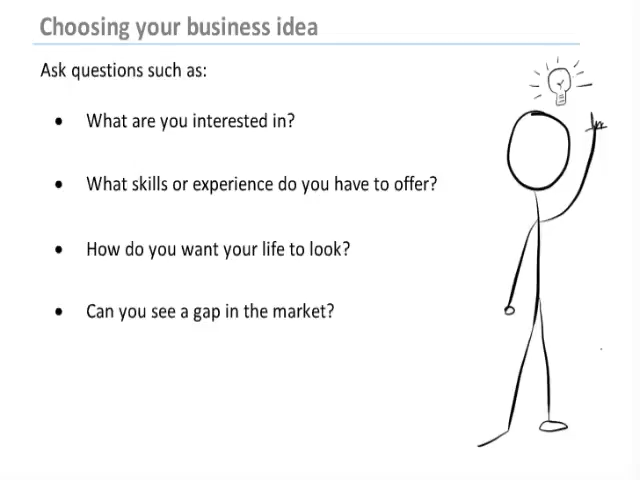 Choosing your business idea
Ask questions such as:
• What are you interested in?
• What skills or experience do you have to offer?
• How do you want your life to look?
• Can you see a gap in the market?